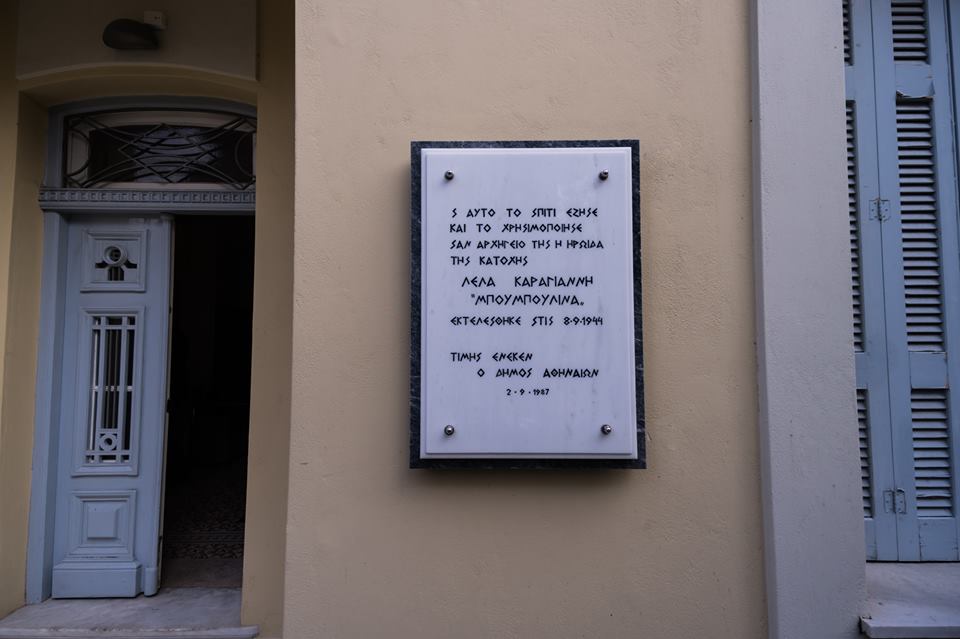 Σ ΑΥΤΟ ΤΟ ΣΠΙΤΙ ΕΖΗΣΕ
ΚΑΙ ΤΟ ΧΡΗΣΙΜΟΠΟΙΗΣΕ
ΣΑΝ ΑΡΧΗΓΕΙΟ ΤΗΣ Η ΗΡΩΙΔΑ
ΤΗΣ ΚΑΤΟΧΗΣ
ΛΕΛΑ ΚΑΡΑΓΙΑΝΝΗ
"ΜΠΟΥΜΠΟΥΛΙΝΑ„
ΕΚΤΕΛΕΣΘΗΚΕ ΣΤΙΣ 8·9·1944
ΤΙΜΗΣ ΕΝΕΚΕΝ
Ο ΔΗΜΟΣ ΑΘΗΝΑΙΩΝ
2·9·1987